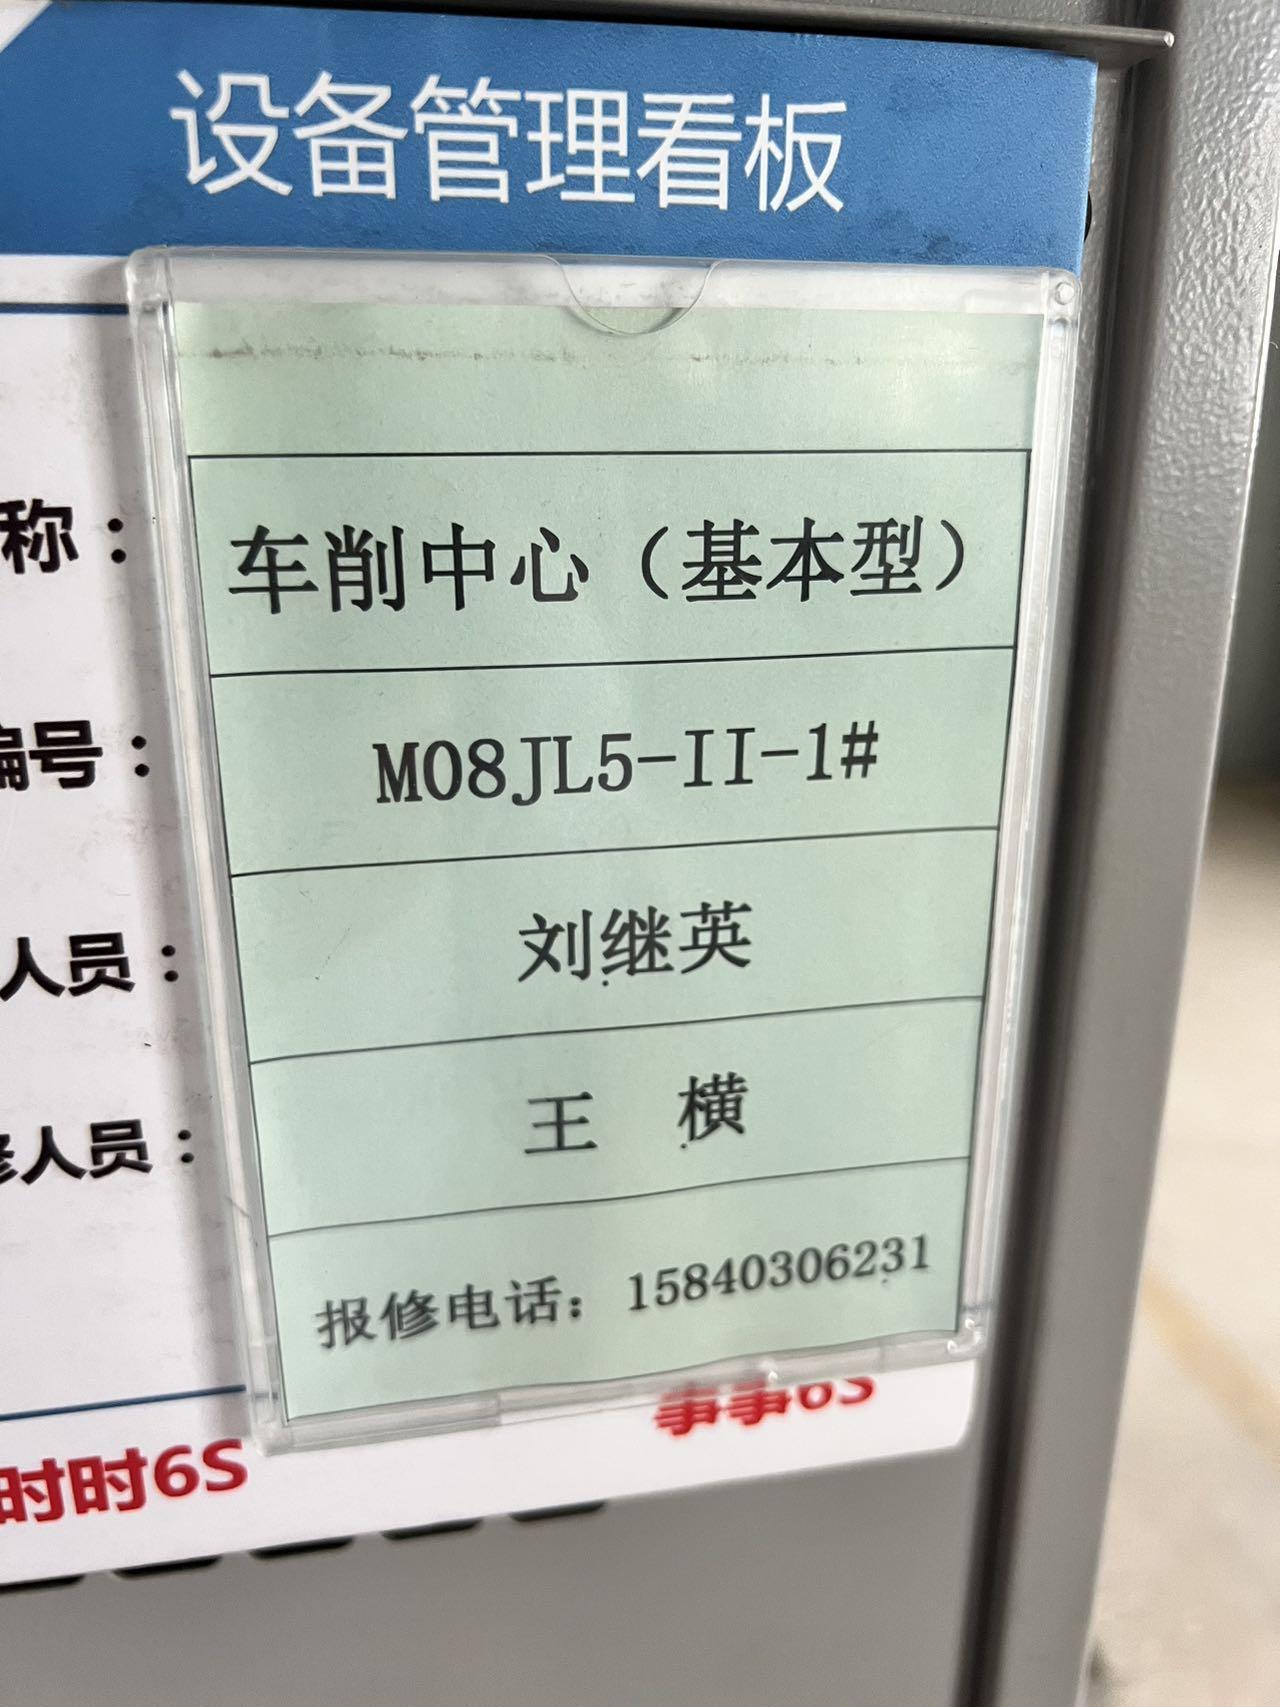 设备管理看板
称：车削中心（基本型）
编号：M08JL5-II-1#
人员：刘继英
修人员：王 横
报修电话：15840306231
时时6S 事事6S